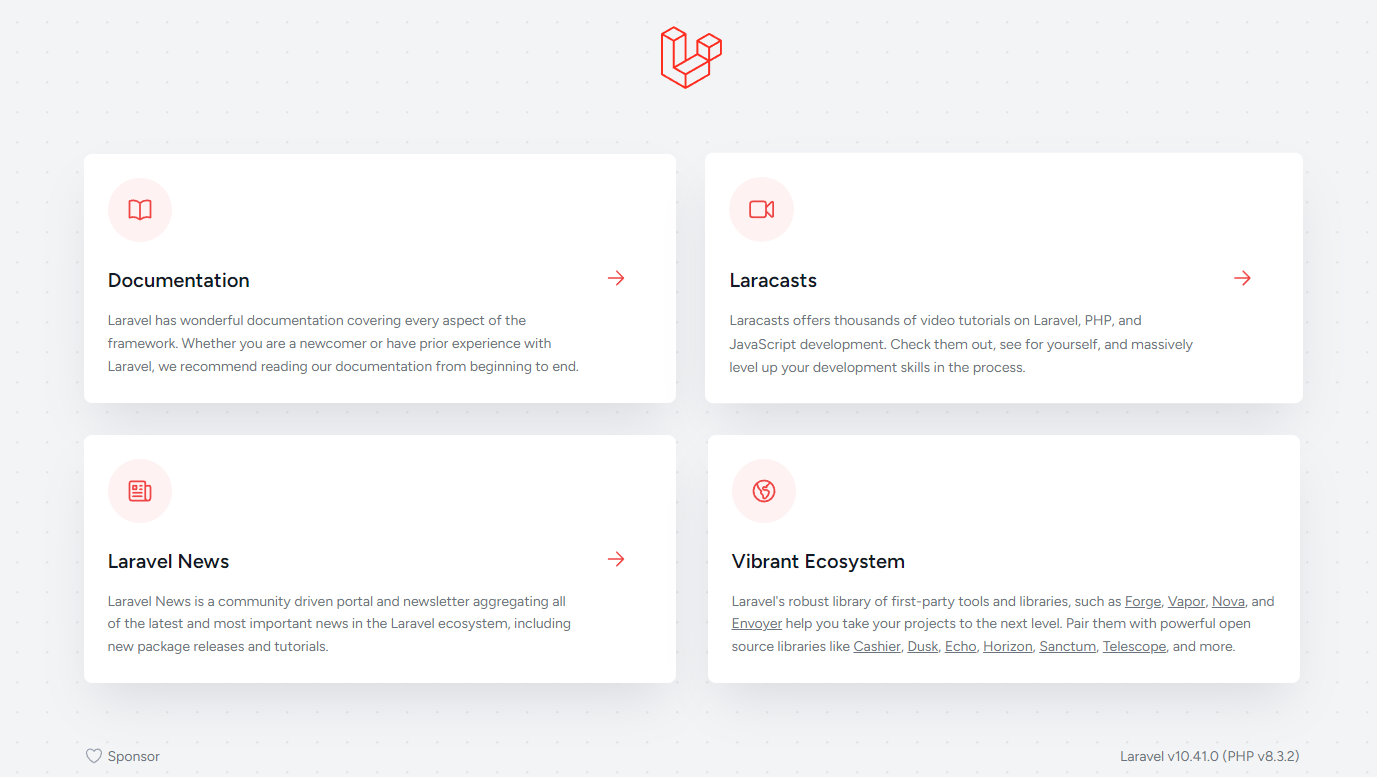 Documentation
Laravel has wonderful documentation covering every aspect of the
framework. Whether you are a newcomer or have prior experience with
Laravel, we recommend reading our documentation from beginning to end.
Laracasts
Laracasts offers thousands of video tutorials on Laravel, PHP, and
JavaScript development. Check them out, see for yourself, and massively
level up your development skills in the process.
Laravel News
Laravel News is a community driven portal and newsletter aggregating all
of the latest and most important news in the Laravel ecosystem, including
new package releases and tutorials.
Vibrant Ecosystem
Laravel's robust library of first-party tools and libraries, such as Forge, Vapor, Nova, and
Envoyer help you take your projects to the next level. Pair them with powerful open
source libraries like Cashier, Dusk, Echo, Horizon, Sanctum, Telescope, and more.
Sponsor
Laravel v10.41.0 (PHP v8.3.2)